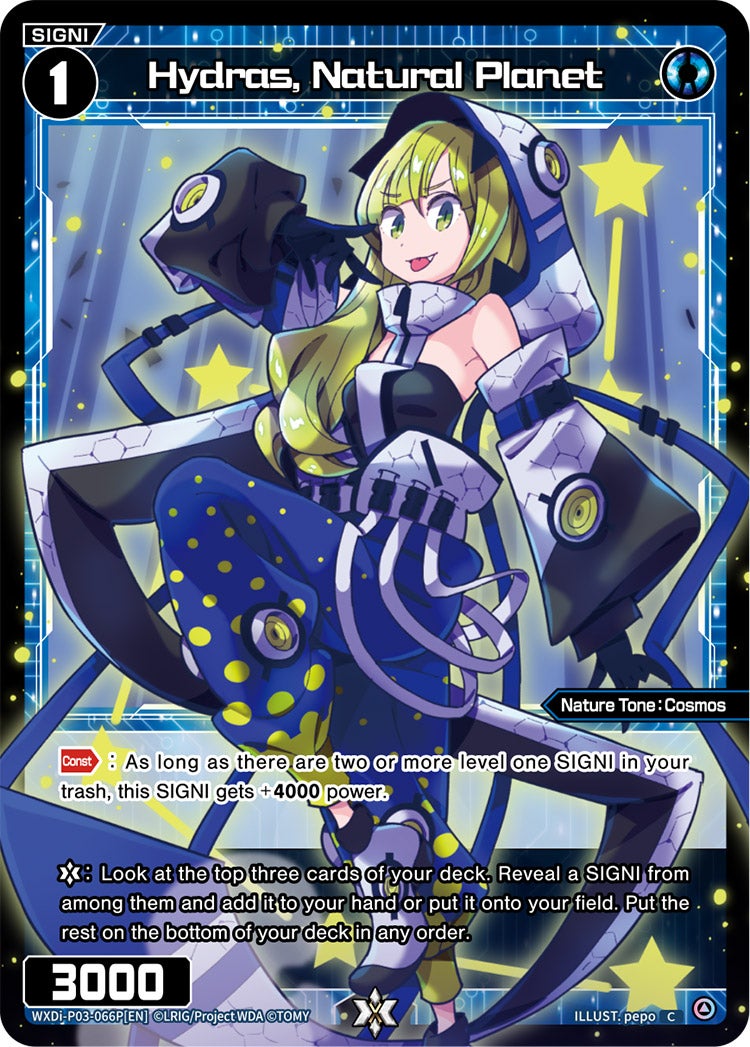 SIGNI
1
Hydras, Natural Planet
Nature Tone:Cosmos
Const : As long as there are two or more level one SIGNI in your
trash, this SIGNI gets +4000 power.
: Look at the top three cards of your deck. Reveal a SIGNI from
among them and add it to your hand or put it onto your field. Put the
rest on the bottom of your deck in any order.
3000
WXDi-P03-066P[EN] ©LRIG/Project WDA ©TOMY
ILLUST. pepo C